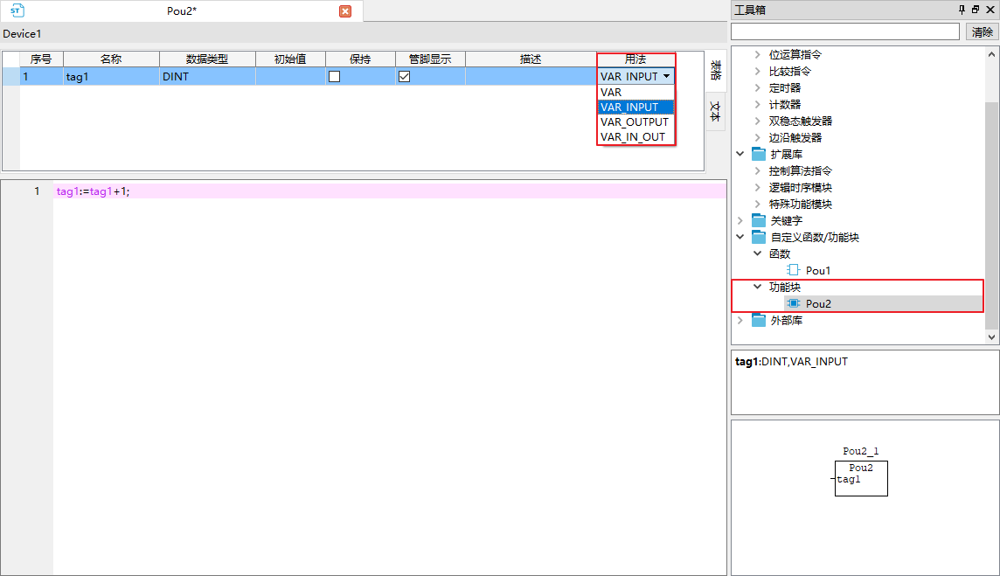 ST
Pou2*
Device1
序号 名称 数据类型 初始值 保持 管脚显示 描述 用法
1 tag1 DINT VAR_INPUT
VAR
VAR_INPUT
VAR_OUTPUT
VAR_IN_OUT
表格
文本
1 tag1:=tag1+1;
工具箱
清除
位运算指令
比较指令
定时器
计数器
双稳态触发器
边沿触发器
扩展库
控制算法指令
逻辑时序模块
特殊功能模块
关键字
自定义函数/功能块
函数
Pou1
功能块
Pou2
外部库
tag1:DINT,VAR_INPUT
Pou2_1
Pou2
tag1